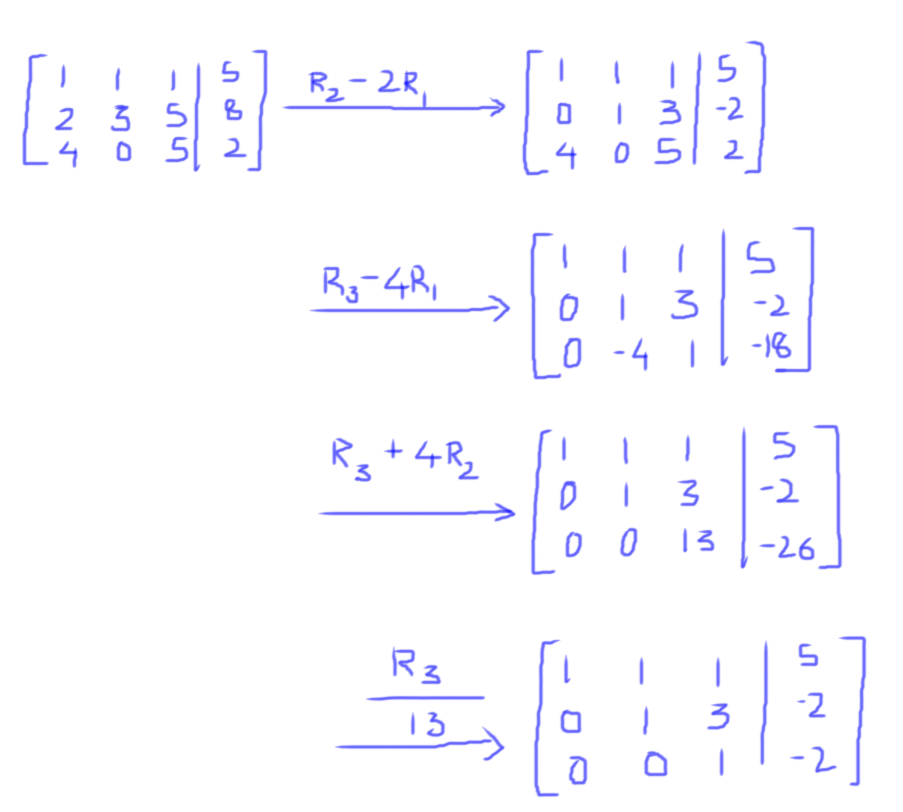 [ 1 1 1 | 5 ] R₂ - 2R₁ → [ 1 1 1 | 5 ]
[ 2 3 5 | 8 ] [ 0 1 3 | -2 ]
[ 4 0 5 | 2 ] [ 4 0 5 | 2 ]
R₃ - 4R₁ → [ 1 1 1 | 5 ]
[ 0 1 3 | -2 ]
[ 0 -4 1 | -18 ]
R₃ + 4R₂ → [ 1 1 1 | 5 ]
[ 0 1 3 | -2 ]
[ 0 0 13 | -26 ]
R₃/13 → [ 1 1 1 | 5 ]
[ 0 1 3 | -2 ]
[ 0 0 1 | -2 ]